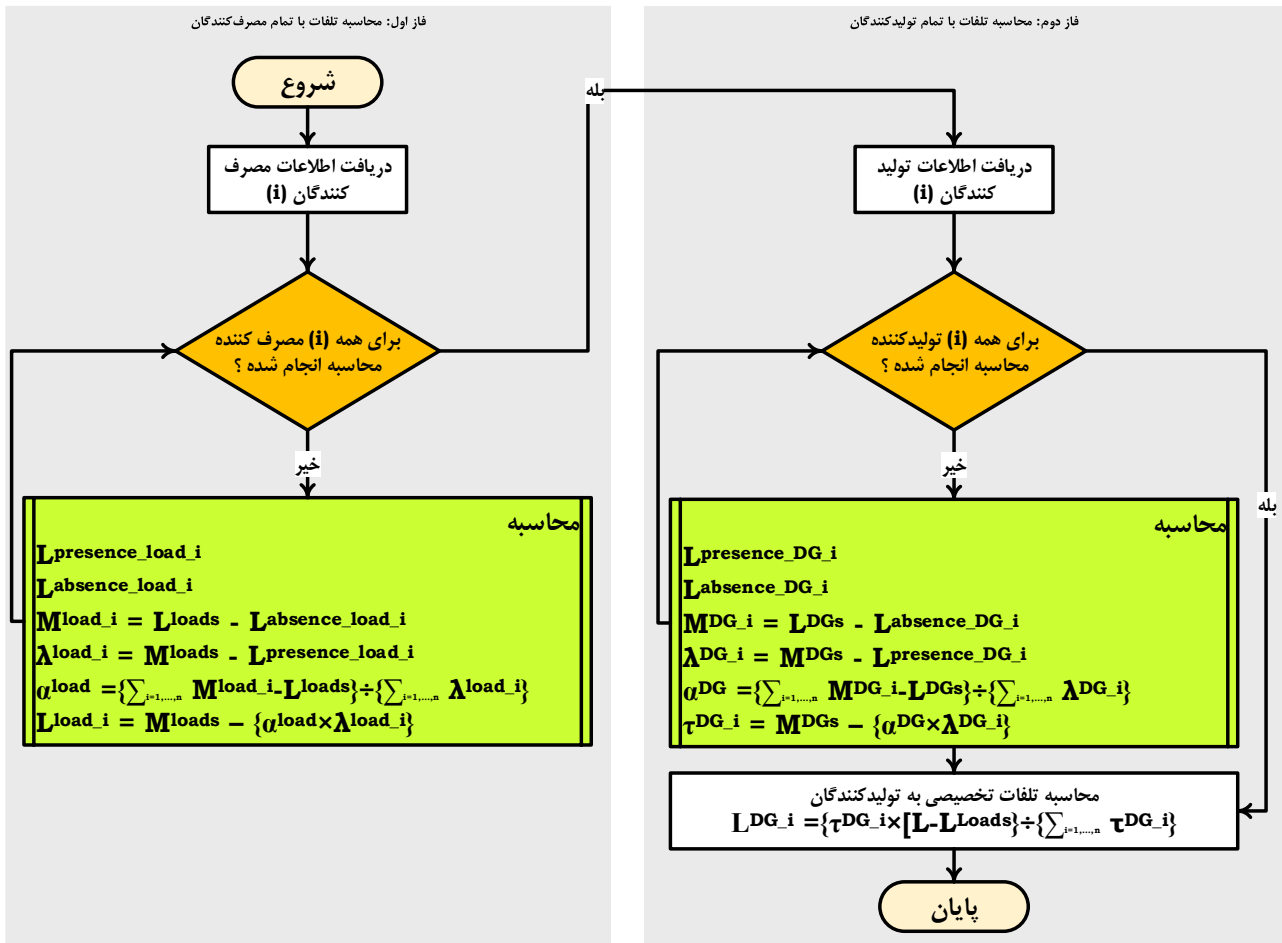 فاز اول: محاسبه تلفات با تمام مصرف‌کنندگان
شروع
دریافت اطلاعات مصرف
کنندگان (i)
برای همه (i) مصرف کننده
محاسبه انجام شده ؟
بله
خیر
محاسبه
Lpresence_load_i
Labsence_load_i
Mload_i = Lloads - Labsence_load_i
λload_i = Mloads - Lpresence_load_i
αload ={∑i=1,...,n Mload_i-Lloads}÷{∑i=1,...,n λload_i}
Lload_i = Mloads – {αload×λload_i}
فاز دوم: محاسبه تلفات با تمام تولیدکنندگان
دریافت اطلاعات تولید
کنندگان (i)
برای همه (i) تولیدکننده
محاسبه انجام شده ؟
بله
خیر
محاسبه
Lpresence_DG_i
Labsence_DG_i
MDG_i = LDGs - Labsence_DG_i
λDG_i = MDGs - Lpresence_DG_i
αDG ={∑i=1,...,n MDG_i-LDGs}÷{∑i=1,...,n λDG_i}
τDG_i = MDGs – {αDG×λDG_i}
محاسبه تلفات تخصیصی به تولیدکنندگان
LDG_i ={τDG_i×[L-LLoads}÷{∑i=1,...,n τDG_i}
پایان